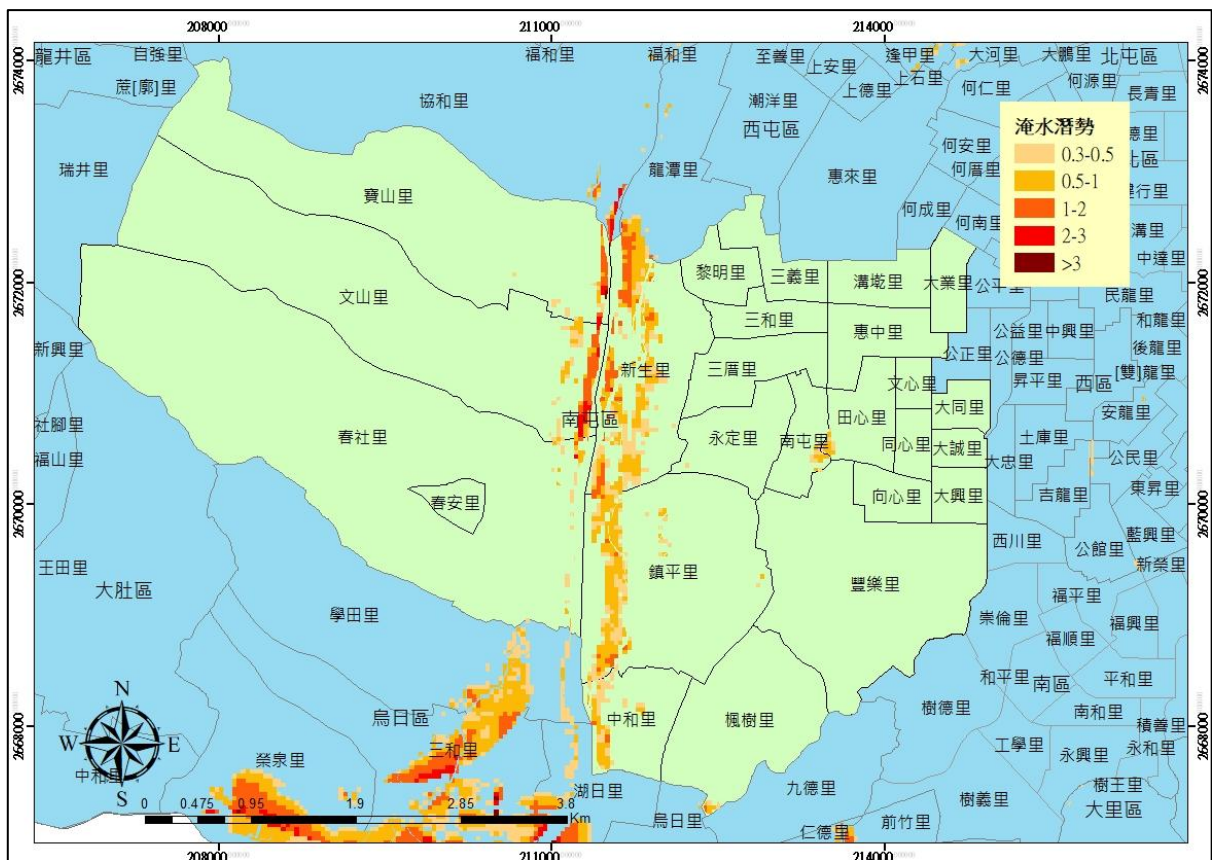 208000
211000
214000
2674000
2674000
龍井區
自強里
福和里
福和里
至善里
逢甲里
大河里
大鵬里
北屯區
蔗[廓]里
協和里
上安里
上石里
何仁里
何源里
潮洋里
上德里
長青里
西屯區
淹水潛勢
0.3-0.5
0.5-1
1-2
2-3
>3
德里
何安里
北區
瑞井里
龍潭里
惠來里
何厝里
寶山里
何成里
何南里
溝里
中達里
黎明里
三義里
溝墘里
大業里
公平里
2672000
2672000
文山里
民龍里
三和里
惠中里
公益里
中興里
和龍里
新興里
公正里
公德里
後龍里
新生里
三厝里
文心里
昇平里
西區
[雙]龍里
社腳里
南屯區
田心里
大同里
安龍里
春社里
永定里
南屯里
同心里
大誠里
土庫里
福山里
大忠里
公民里
春安里
向心里
大興里
吉龍里
東昇里
2670000
2670000
西川里
公館里
藍興里
王田里
鎮平里
豐樂里
新榮里
大肚區
學田里
福平里
崇倫里
福順里
福興里
N
和平里
南區
平和里
烏日區
中和里
楓樹里
樹德里
南和里
積善里
2668000
2668000
W
E
三和里
工學里
永興里
永和里
榮泉里
中和里
S
湖日里
九德里
樹義里
樹王里
大里區
0
0.475
0.95
1.9
2.85
3.8
Km
烏日里
仁德里
前竹里
208000
211000
214000